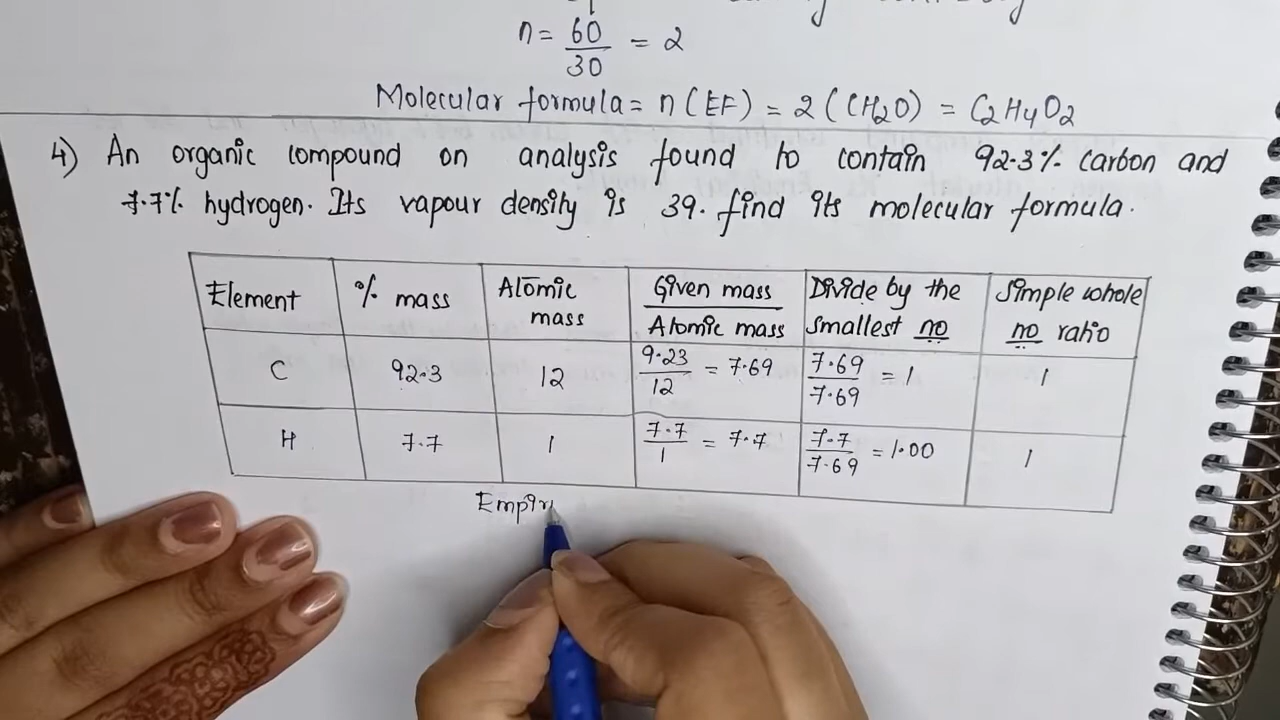 n = 60/30 = 2
Molecular formula = n(EF) = 2(CH2O) = C2H4O2
4) An organic compound on analysis found to contain 92.3% carbon and
7.7% hydrogen. Its vapour density is 39. find its molecular formula.
Element | % mass | Atomic mass | Given mass / Atomic mass | Divide by the smallest no | Simple whole no ratio
C | 92.3 | 12 | 9.23/12 = 7.69 | 7.69/7.69 = 1 | 1
H | 7.7 | 1 | 7.7/1 = 7.7 | 7.7/7.69 = 1.00 | 1
Empir